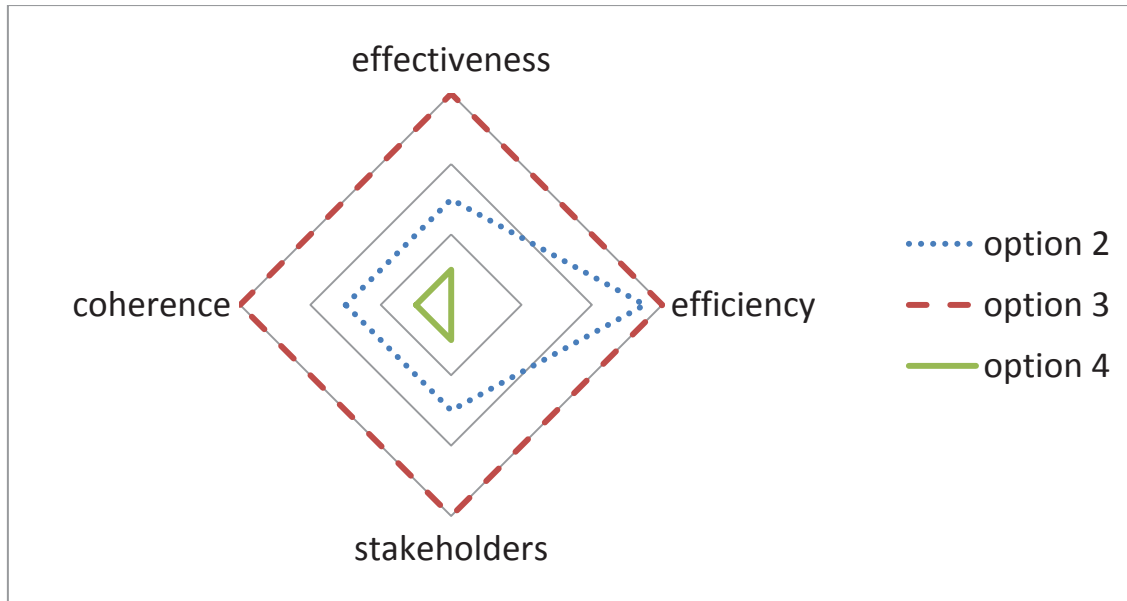 effectiveness
coherence
efficiency
stakeholders
option 2
option 3
option 4